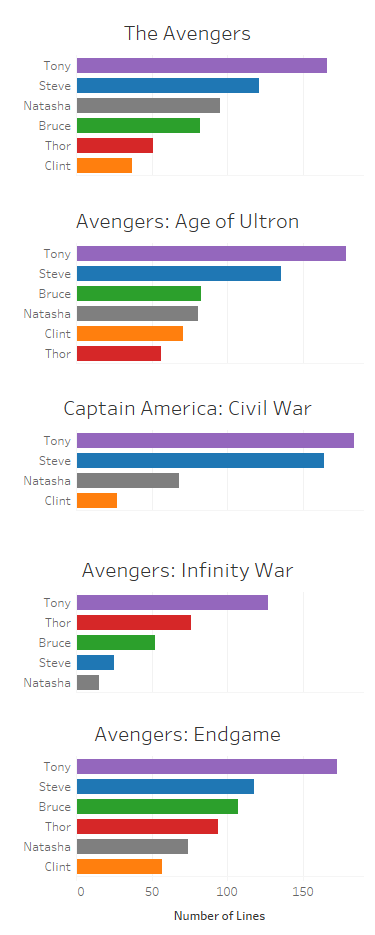 The Avengers
Tony
Steve
Natasha
Bruce
Thor
Clint
Avengers: Age of Ultron
Tony
Steve
Bruce
Natasha
Clint
Thor
Captain America: Civil War
Tony
Steve
Natasha
Clint
Avengers: Infinity War
Tony
Thor
Bruce
Steve
Natasha
Avengers: Endgame
Tony
Steve
Bruce
Thor
Natasha
Clint
0 50 100 150
Number of Lines